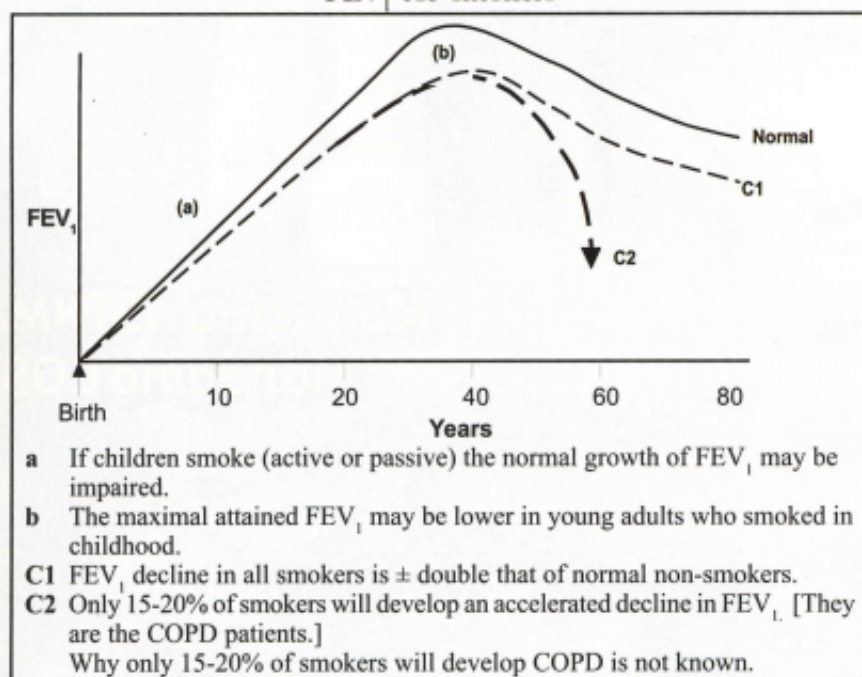 (b)
(a)
Normal
FEV₁
C1
C2
10 20 40 60 80
Birth
Years
a If children smoke (active or passive) the normal growth of FEV₁ may be
impaired.
b The maximal attained FEV₁ may be lower in young adults who smoked in
childhood.
C1 FEV₁ decline in all smokers is ± double that of normal non-smokers.
C2 Only 15-20% of smokers will develop an accelerated decline in FEV₁. [They
are the COPD patients.]
Why only 15-20% of smokers will develop COPD is not known.